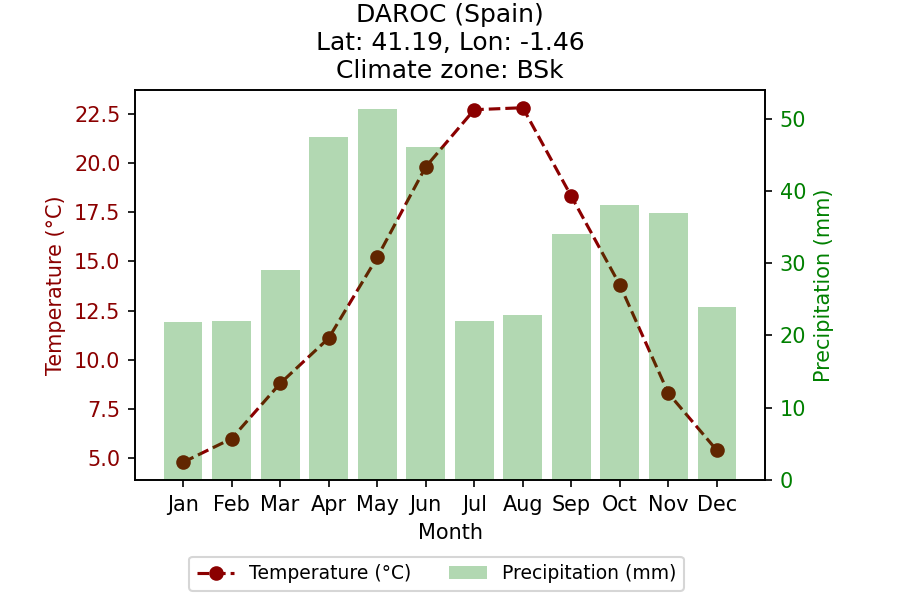 DAROC (Spain)
Lat: 41.19, Lon: -1.46
Climate zone: BSk
Temperature (°C)
22.5
20.0
17.5
15.0
12.5
10.0
7.5
5.0
50
40
30
20
10
0
Precipitation (mm)
Jan Feb Mar Apr May Jun Jul Aug Sep Oct Nov Dec
Month
Temperature (°C) Precipitation (mm)